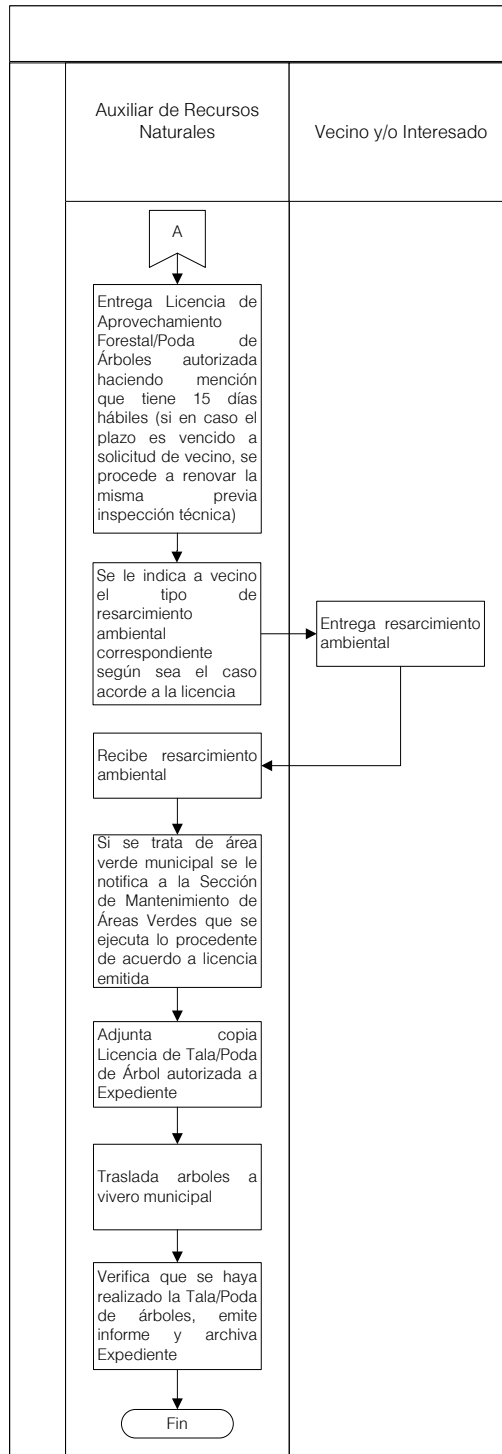 Auxiliar de Recursos
Naturales
Vecino y/o Interesado
A
Entrega Licencia de
Aprovechamiento
Forestal/Poda de
Árboles autorizada
haciendo mención
que tiene 15 días
hábiles (si en caso el
plazo es vencido a
solicitud de vecino, se
procede a renovar la
misma previa
inspección técnica)
Se le indica a vecino
el tipo de
resarcimiento
ambiental
correspondiente
según sea el caso
acorde a la licencia
Entrega resarcimiento
ambiental
Recibe resarcimiento
ambiental
Si se trata de área
verde municipal se le
notifica a la Sección
de Mantenimiento de
Áreas Verdes que se
ejecuta lo procedente
de acuerdo a licencia
emitida
Adjunta copia
Licencia de Tala/Poda
de Árbol autorizada a
Expediente
Traslada arboles a
vivero municipal
Verifica que se haya
realizado la Tala/Poda
de árboles, emite
informe y archiva
Expediente
Fin